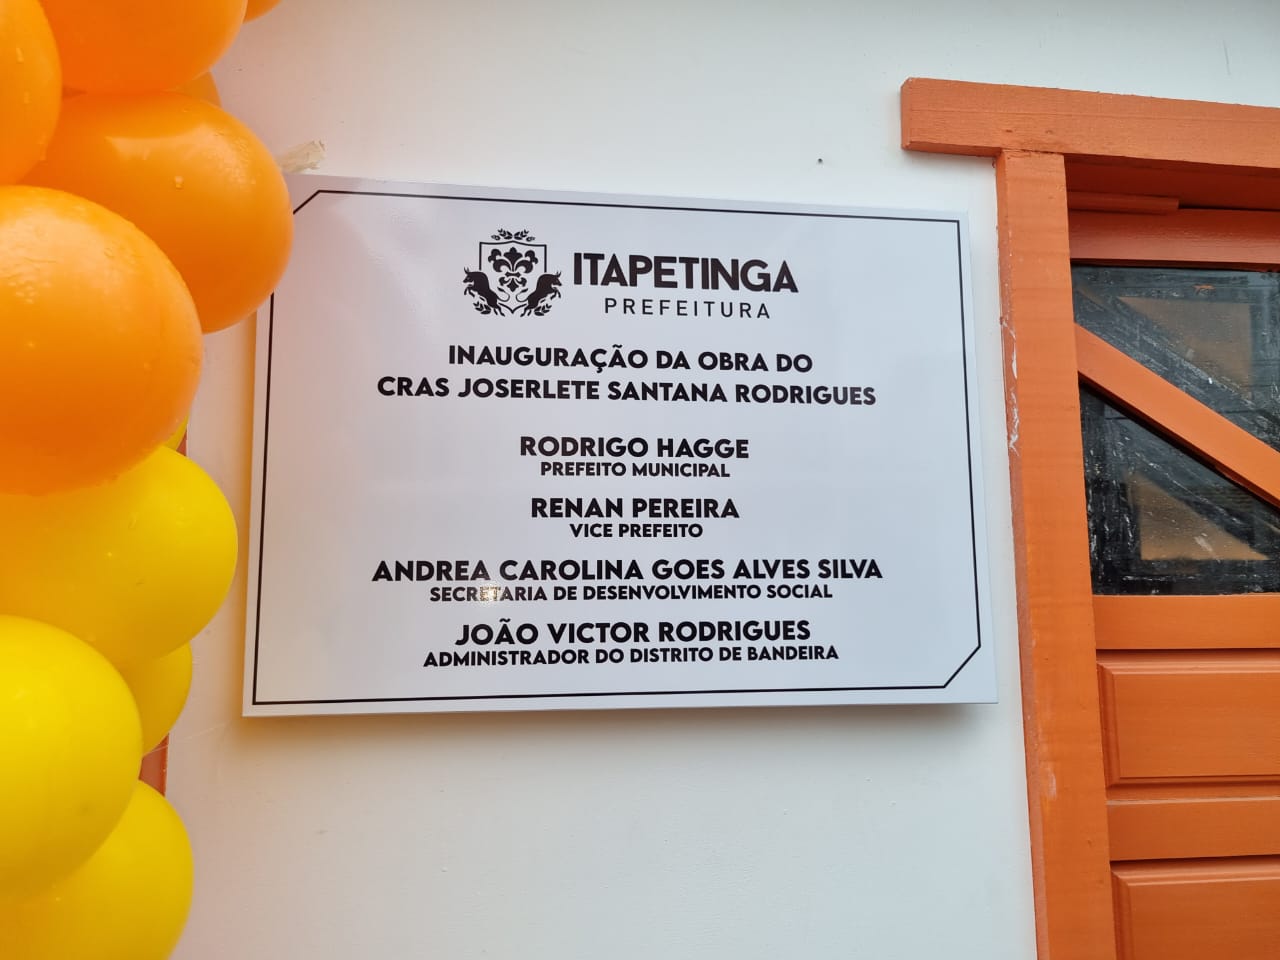 ITAPETINGA
PREFEITURA
INAUGURAÇÃO DA OBRA DO
CRAS JOSERLETE SANTANA RODRIGUES
RODRIGO HAGGE
PREFEITO MUNICIPAL
RENAN PEREIRA
VICE PREFEITO
ANDREA CAROLINA GOES ALVES SILVA
SECRETARIA DE DESENVOLVIMENTO SOCIAL
JOÃO VICTOR RODRIGUES
ADMINISTRADOR DO DISTRITO DE BANDEIRA